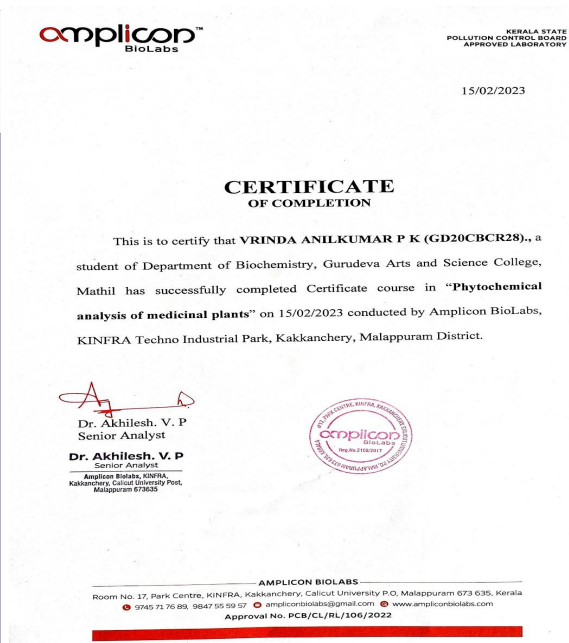 amplicon™
BioLabs
KERALA STATE
POLLUTION CONTROL BOARD
APPROVED LABORATORY
15/02/2023
CERTIFICATE
OF COMPLETION
This is to certify that VRINDA ANILKUMAR P K (GD20CBCR28)., a
student of Department of Biochemistry, Gurudeva Arts and Science College,
Mathil has successfully completed Certificate course in “Phytochemical
analysis of medicinal plants” on 15/02/2023 conducted by Amplicon BioLabs,
KINFRA Techno Industrial Park, Kakkanchery, Malappuram District.
Dr. Akhilesh. V. P
Senior Analyst
Dr. Akhilesh. V. P
Senior Analyst
Amplicon Biolabs, KINFRA,
Kakkanchery, Calicut University Post,
Malappuram 673635
amplicon
BioLabs
AMPLICON BIOLABS
Room No. 17, Park Centre, KINFRA, Kakkanchery, Calicut University P.O, Malappuram 673 635, Kerala
9745 71 76 89, 9847 55 59 57 ampliconbiolabs@gmail.com www.ampliconbiolabs.com
Approval No. PCB/CL/RL/106/2022